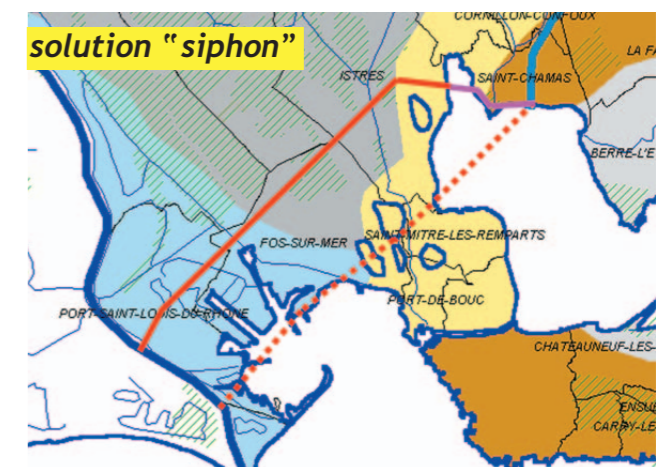 CORNILLON-CONFOUX
solution “siphon”
LA FA
ISTRES
SAINT-CHAMAS
BERRE-L'E
SAINT-MITRE-LES-REMPARTS
FOS-SUR-MER
PORT-DE-BOUC
PORT-SAINT-LOUIS-DU-RHONE
CHATEAUNEUF-LES-
ENSUE
CARRY-LE